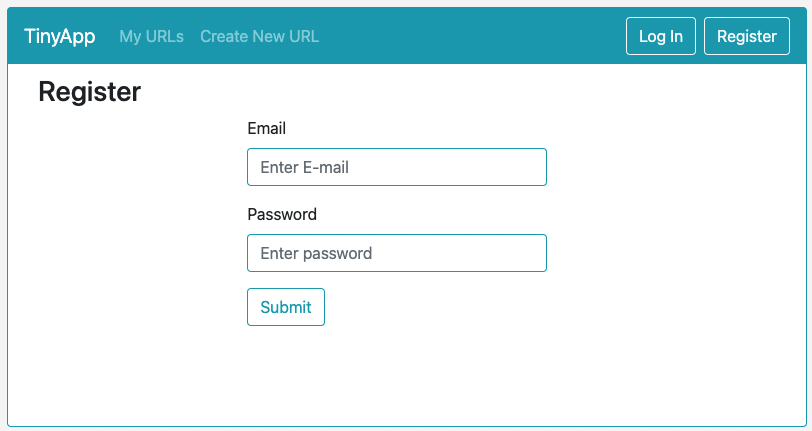 TinyApp My URLs Create New URL Log In Register
Register
Email
Enter E-mail
Password
Enter password
Submit